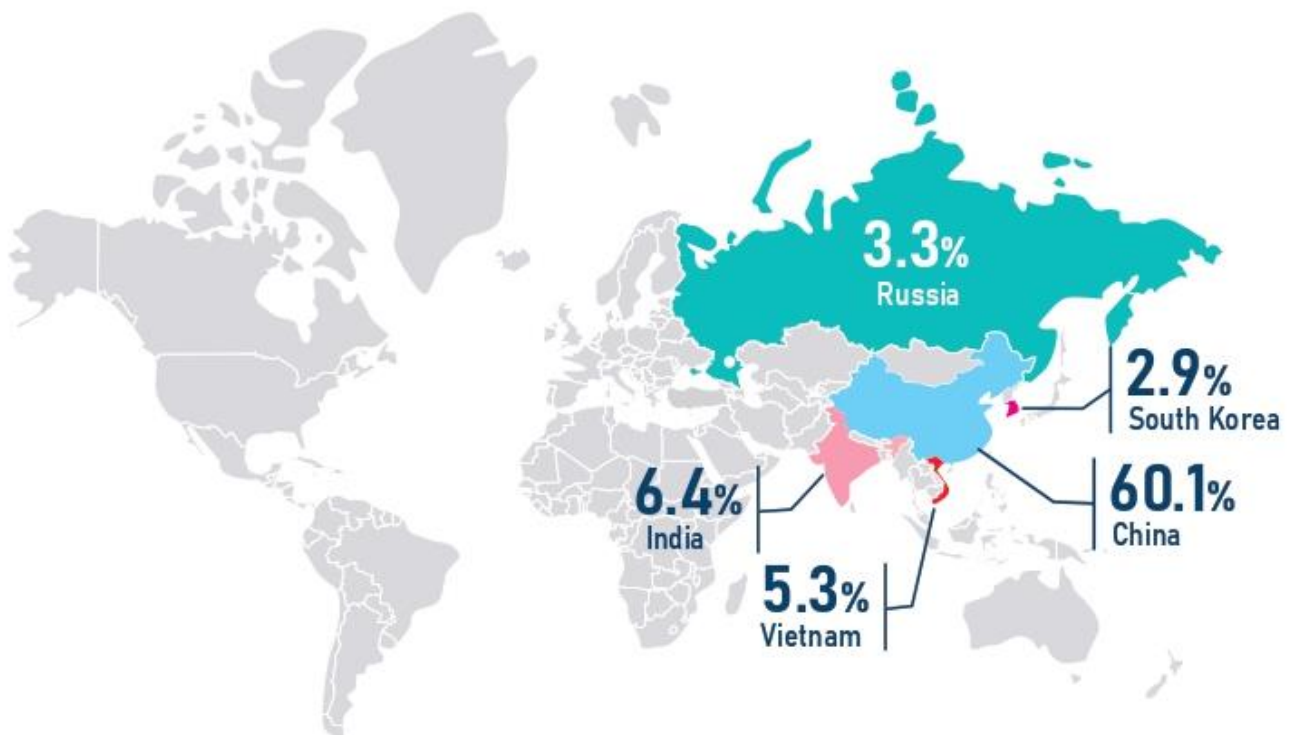 3.3%
Russia
2.9%
South Korea
6.4%
India
60.1%
China
5.3%
Vietnam